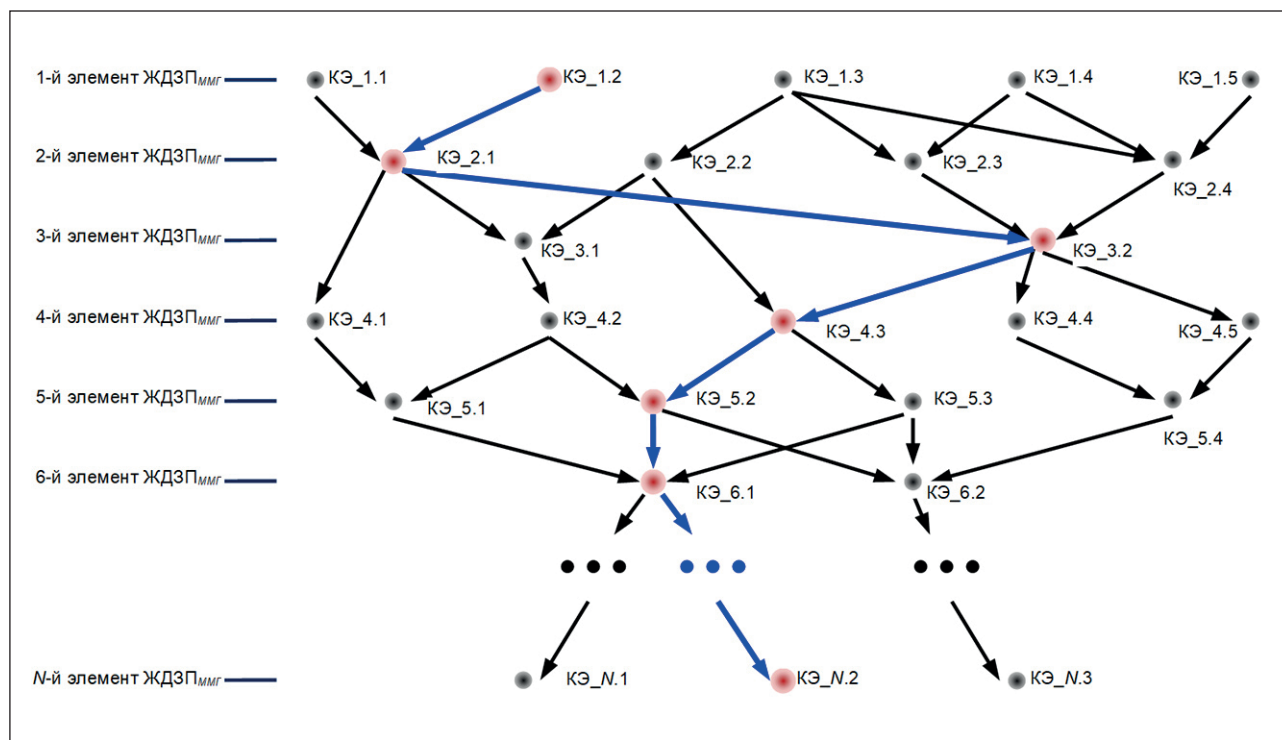 1-й элемент ЖДЗПММГ КЭ_1.1 КЭ_1.2 КЭ_1.3 КЭ_1.4 КЭ_1.5
2-й элемент ЖДЗПММГ КЭ_2.1 КЭ_2.2 КЭ_2.3 КЭ_2.4
3-й элемент ЖДЗПММГ КЭ_3.1 КЭ_3.2
4-й элемент ЖДЗПММГ КЭ_4.1 КЭ_4.2 КЭ_4.3 КЭ_4.4 КЭ_4.5
5-й элемент ЖДЗПММГ КЭ_5.1 КЭ_5.2 КЭ_5.3 КЭ_5.4
6-й элемент ЖДЗПММГ КЭ_6.1 КЭ_6.2
N-й элемент ЖДЗПММГ КЭ_N.1 КЭ_N.2 КЭ_N.3